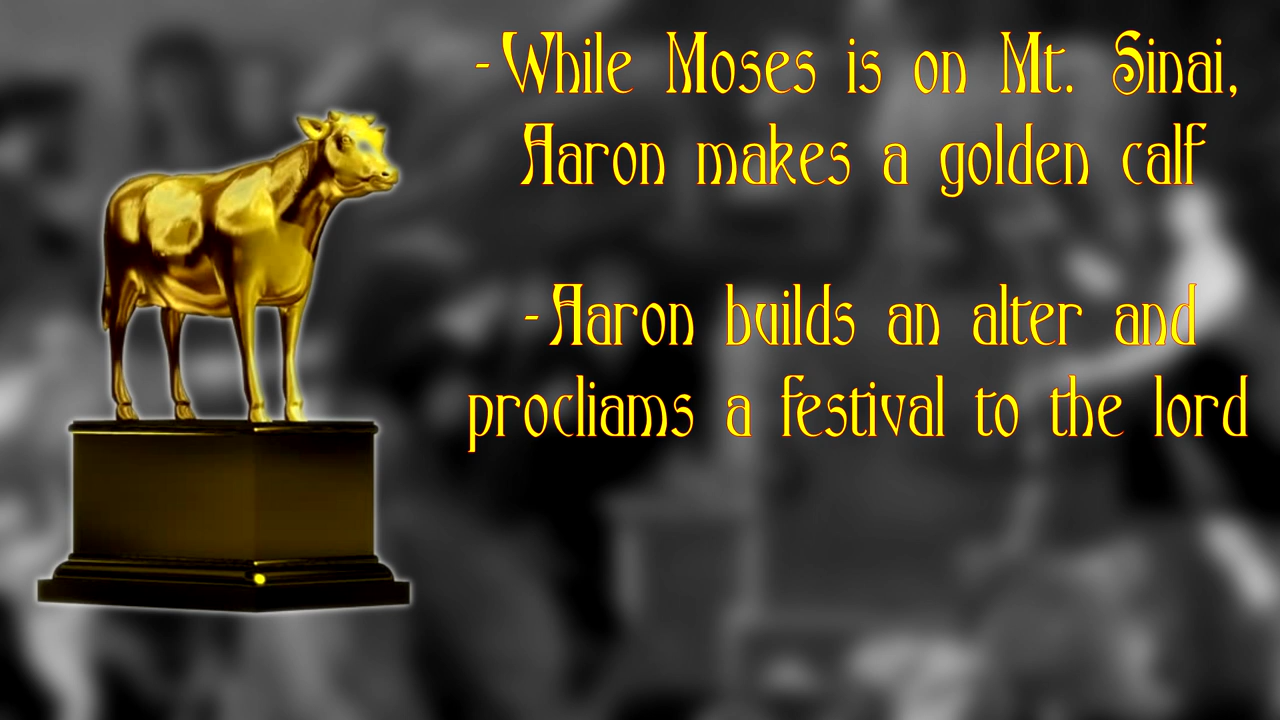 -While Moses is on Mt. Sinai,
Aaron makes a golden calf
-Aaron builds an alter and
procliams a festival to the lord